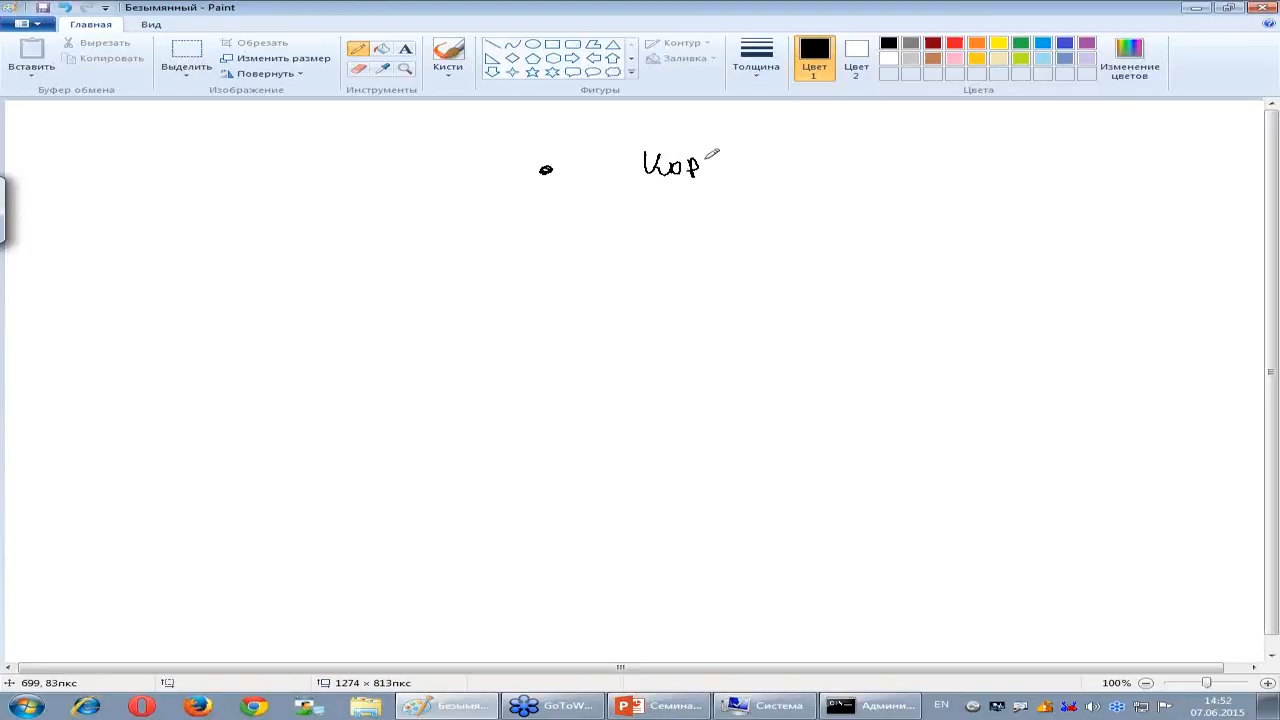 Безымянный - Paint
Главная
Вид
Вставить
Вырезать
Копировать
Буфер обмена
Выделить
Обрезать
Изменить размер
Повернуть
Изображение
A
Инструменты
Кисти
Фигуры
Контур
Заливка
Толщина
Цвет 1
Цвет 2
Изменение цветов
Цвета
Кор
699, 83пкс
1274 × 813пкс
100%
Безымя...
GoToW...
Семина...
Система
Админи...
EN
14:52
07.06.2015